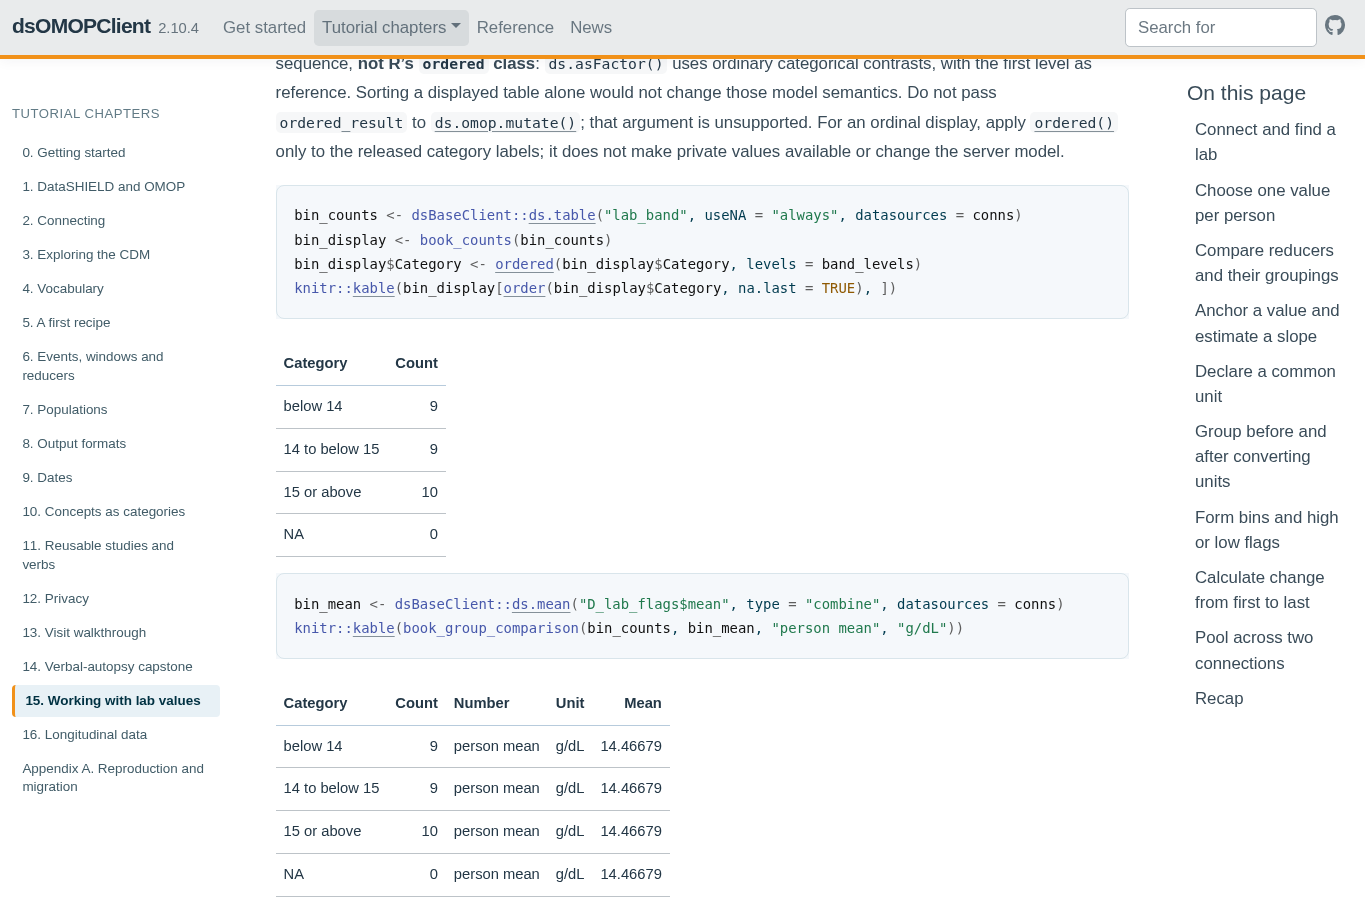 dsOMOPClient 2.10.4 Get started Tutorial chapters Reference News Search for
TUTORIAL CHAPTERS
0. Getting started
1. DataSHIELD and OMOP
2. Connecting
3. Exploring the CDM
4. Vocabulary
5. A first recipe
6. Events, windows and
reducers
7. Populations
8. Output formats
9. Dates
10. Concepts as categories
11. Reusable studies and
verbs
12. Privacy
13. Visit walkthrough
14. Verbal-autopsy capstone
15. Working with lab values
16. Longitudinal data
Appendix A. Reproduction and
migration
sequence, not R's ordered class: ds.asFactor() uses ordinary categorical contrasts, with the first level as
reference. Sorting a displayed table alone would not change those model semantics. Do not pass
ordered_result to ds.omop.mutate(); that argument is unsupported. For an ordinal display, apply ordered()
only to the released category labels; it does not make private values available or change the server model.
bin_counts <- dsBaseClient::ds.table("lab_band", useNA = "always", datasources = conns)
bin_display <- book_counts(bin_counts)
bin_display$Category <- ordered(bin_display$Category, levels = band_levels)
knitr::kable(bin_display[order(bin_display$Category, na.last = TRUE), ])
Category Count
below 14 9
14 to below 15 9
15 or above 10
NA 0
bin_mean <- dsBaseClient::ds.mean("D_lab_flags$mean", type = "combine", datasources = conns)
knitr::kable(book_group_comparison(bin_counts, bin_mean, "person mean", "g/dL"))
Category Count Number Unit Mean
below 14 9 person mean g/dL 14.46679
14 to below 15 9 person mean g/dL 14.46679
15 or above 10 person mean g/dL 14.46679
NA 0 person mean g/dL 14.46679
On this page
Connect and find a
lab
Choose one value
per person
Compare reducers
and their groupings
Anchor a value and
estimate a slope
Declare a common
unit
Group before and
after converting
units
Form bins and high
or low flags
Calculate change
from first to last
Pool across two
connections
Recap